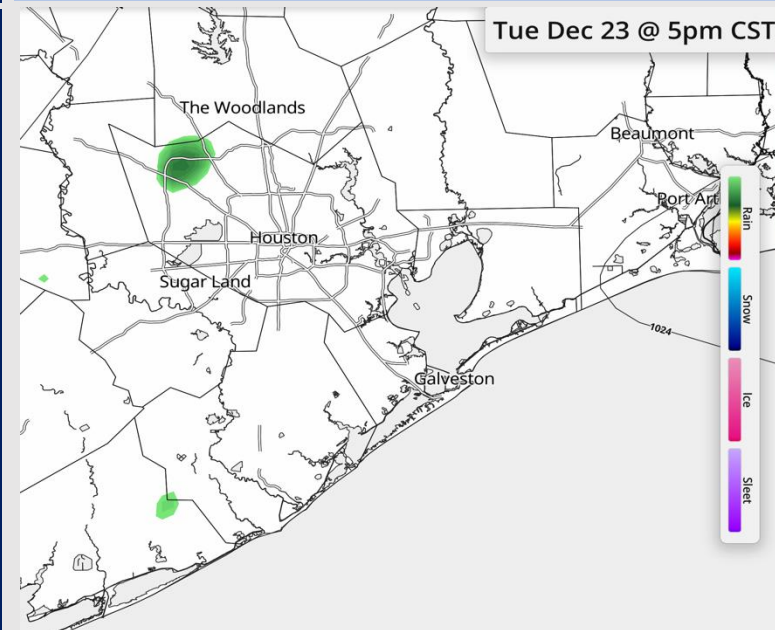 Tue Dec 23 @ 5pm CST
The Woodlands
Beaumont
Port Art
Rain
Houston
Sugar Land
Snow
1024
Galveston
Ice
Sleet